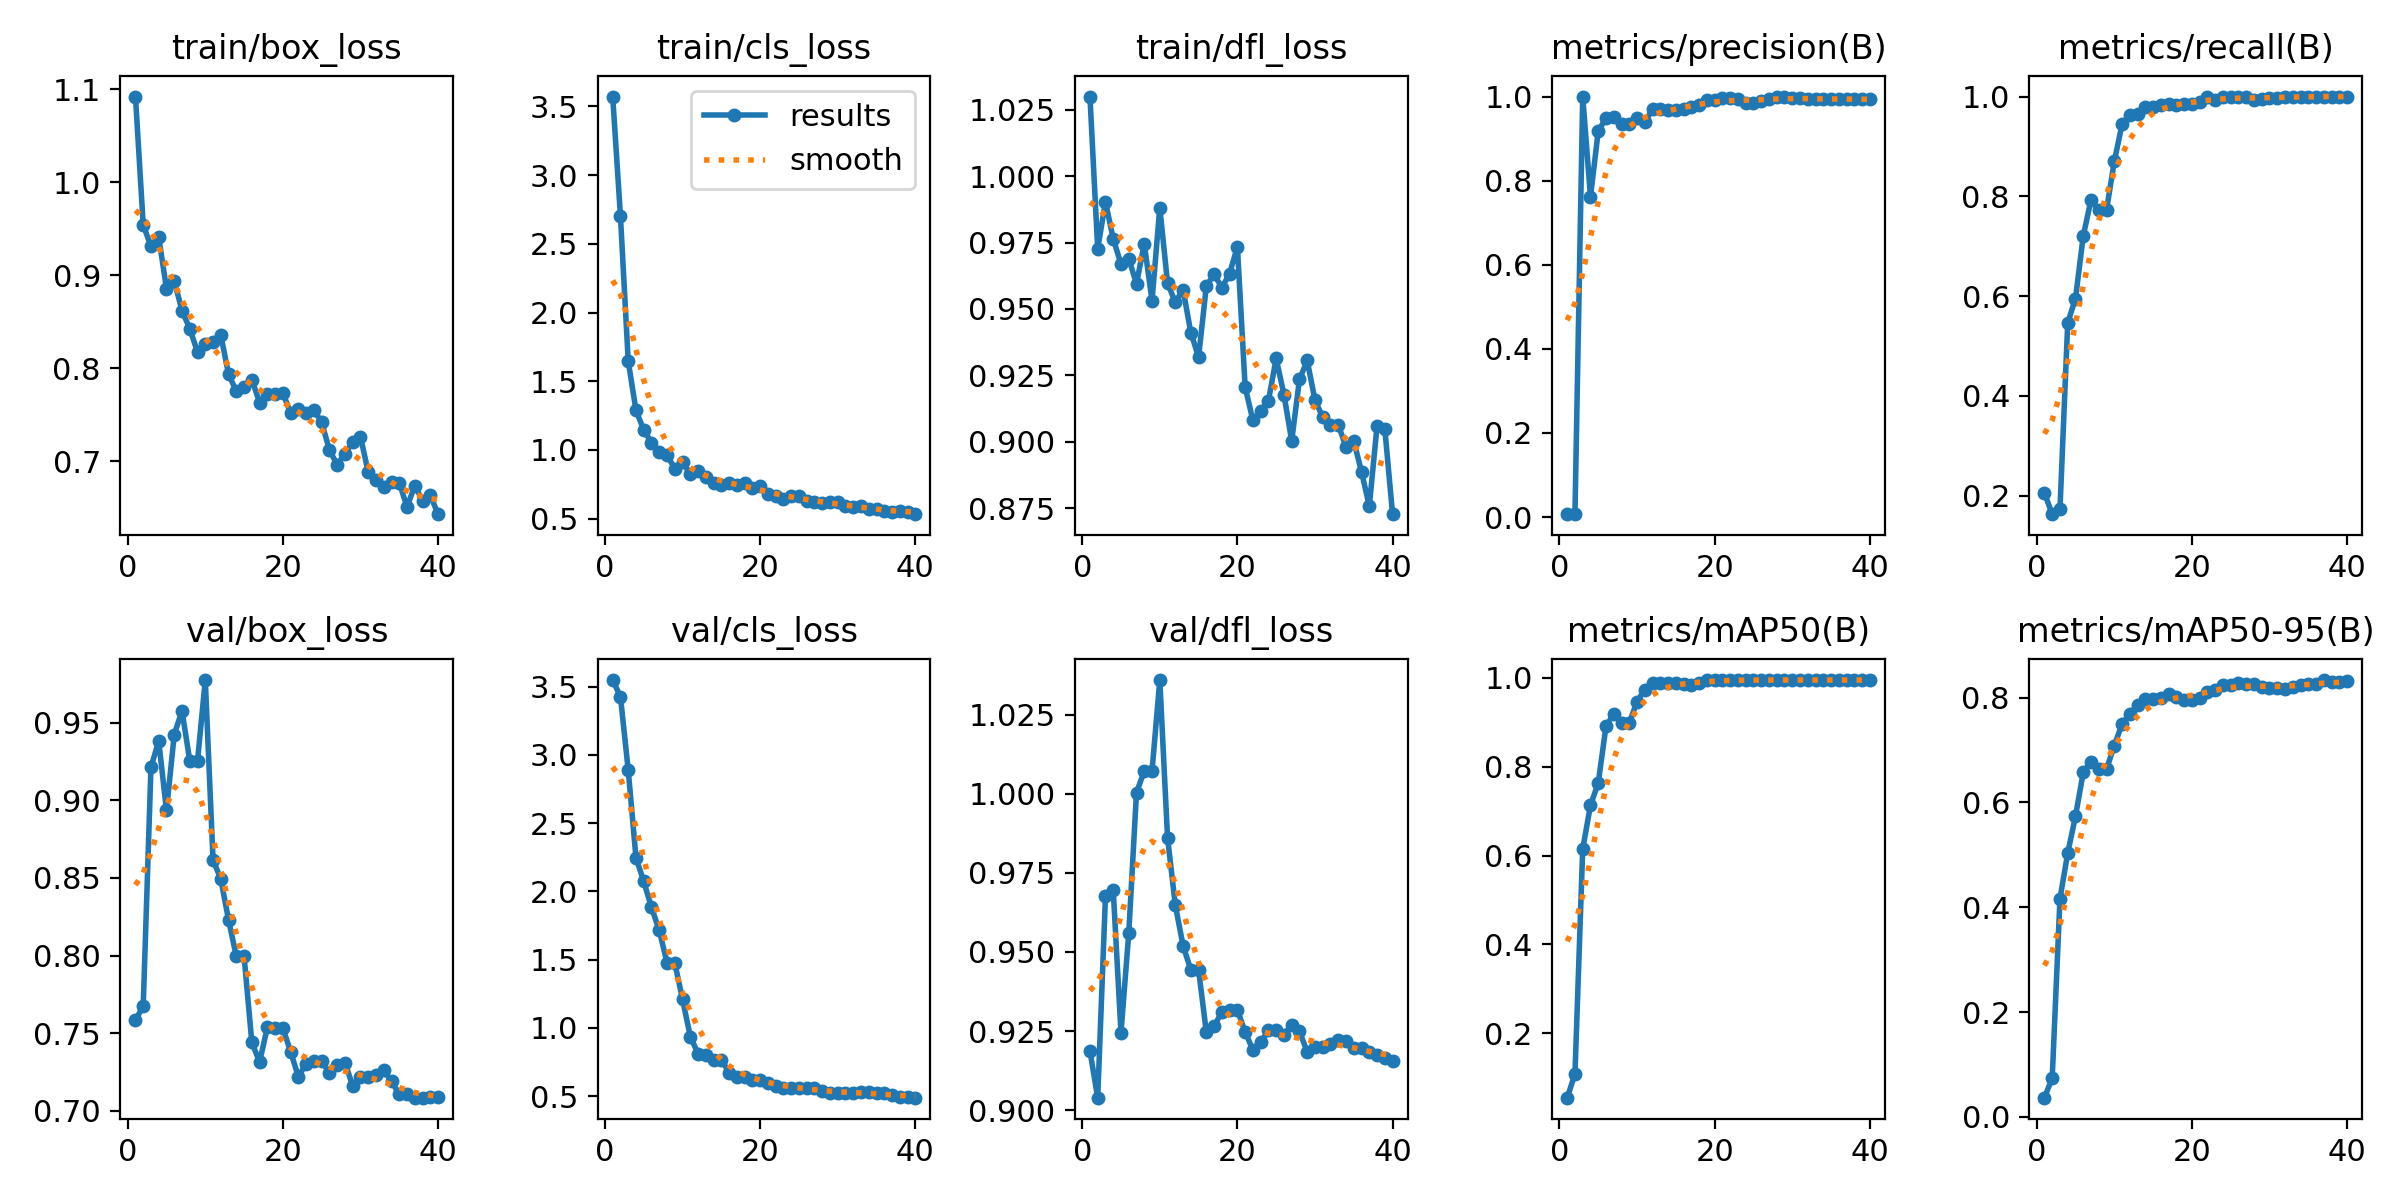 train/box_loss
1.1
1.0
0.9
0.8
0.7
0 20 40
train/cls_loss
results
smooth
3.5
3.0
2.5
2.0
1.5
1.0
0.5
0 20 40
train/dfl_loss
1.025
1.000
0.975
0.950
0.925
0.900
0.875
0 20 40
metrics/precision(B)
1.0
0.8
0.6
0.4
0.2
0.0
0 20 40
metrics/recall(B)
1.0
0.8
0.6
0.4
0.2
0 20 40
val/box_loss
0.95
0.90
0.85
0.80
0.75
0.70
0 20 40
val/cls_loss
3.5
3.0
2.5
2.0
1.5
1.0
0.5
0 20 40
val/dfl_loss
1.025
1.000
0.975
0.950
0.925
0.900
0 20 40
metrics/mAP50(B)
1.0
0.8
0.6
0.4
0.2
0 20 40
metrics/mAP50-95(B)
0.8
0.6
0.4
0.2
0.0
0 20 40